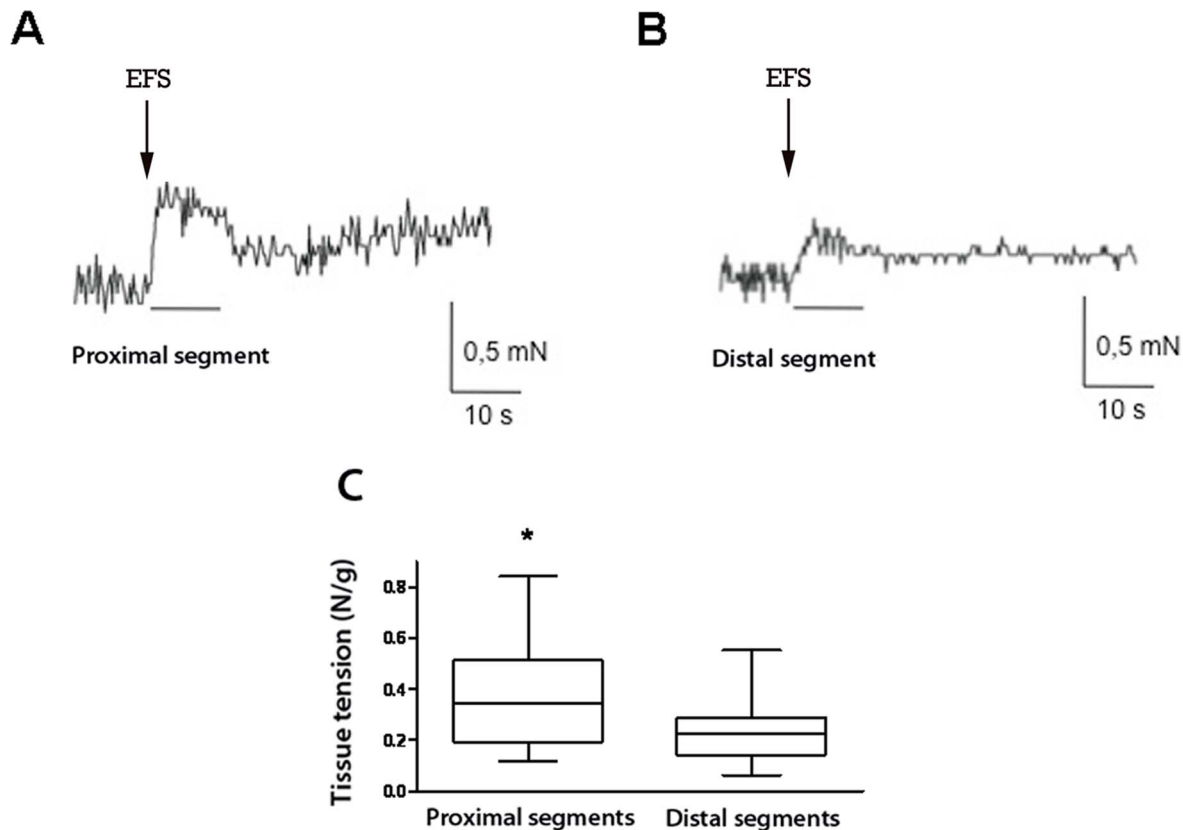 A
B
EFS
EFS
Proximal segment
0,5 mN
10 s
Distal segment
0,5 mN
10 s
C
*
Tissue tension (N/g)
0.8
0.6
0.4
0.2
0.0
Proximal segments
Distal segments